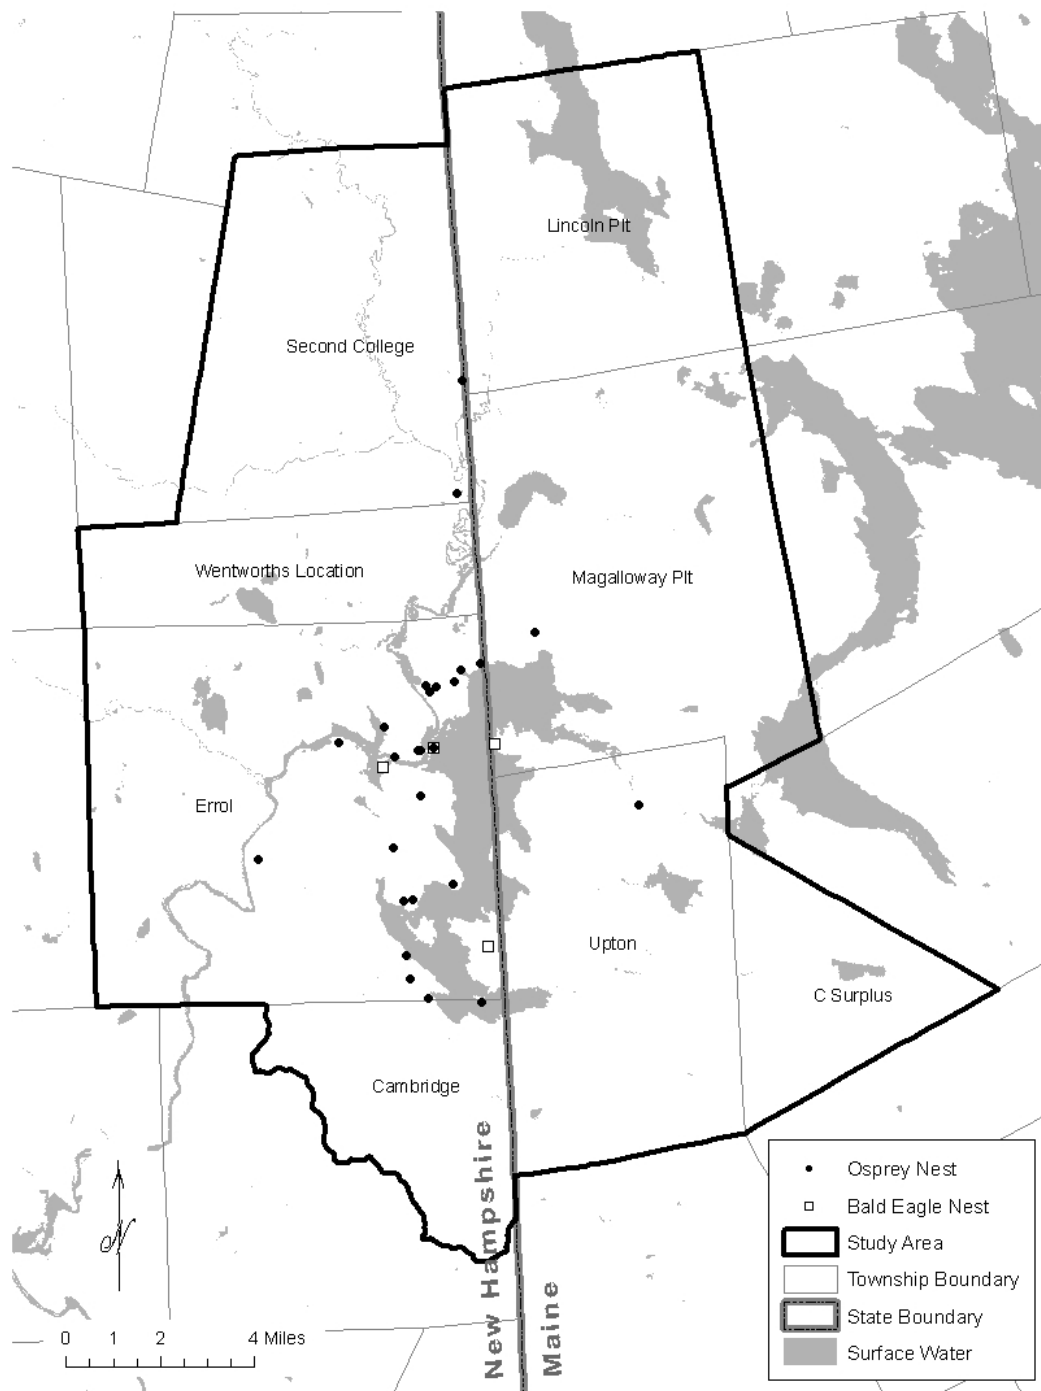 Lincoln Plt
Second College
Wentworths Location
Magalloway Plt
Errol
Upton
C Surplus
Cambridge
New Hampshire
Maine
N
0 1 2 4 Miles
Osprey Nest
Bald Eagle Nest
Study Area
Township Boundary
State Boundary
Surface Water